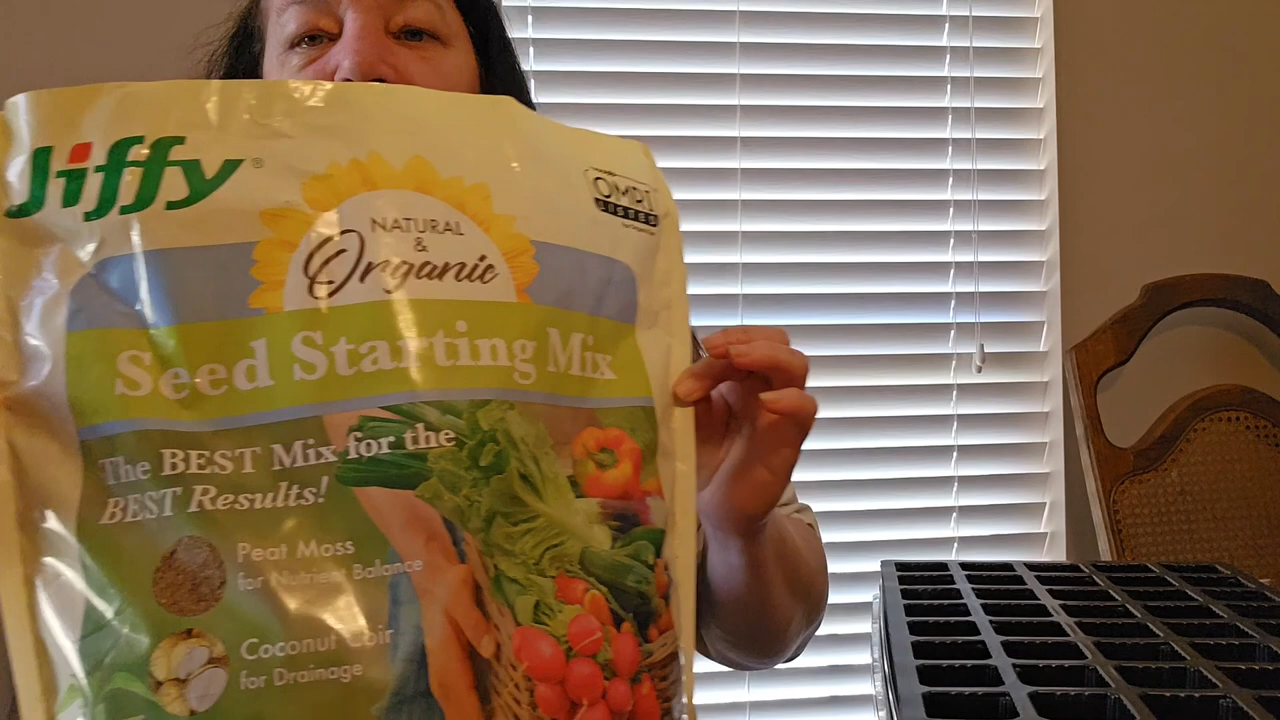 Jiffy®
NATURAL
&
Organic
OMRI
LISTED
Seed Starting Mix
The BEST Mix for the
BEST Results!
Peat Moss
for Nutrient Balance
Coconut Coir
for Drainage